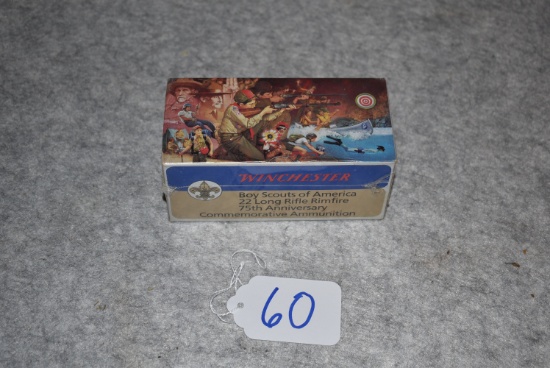 WINCHESTER
Boy Scouts of America
22 Long Rifle Rimfire
75th Anniversary
Commemorative Ammunition
60